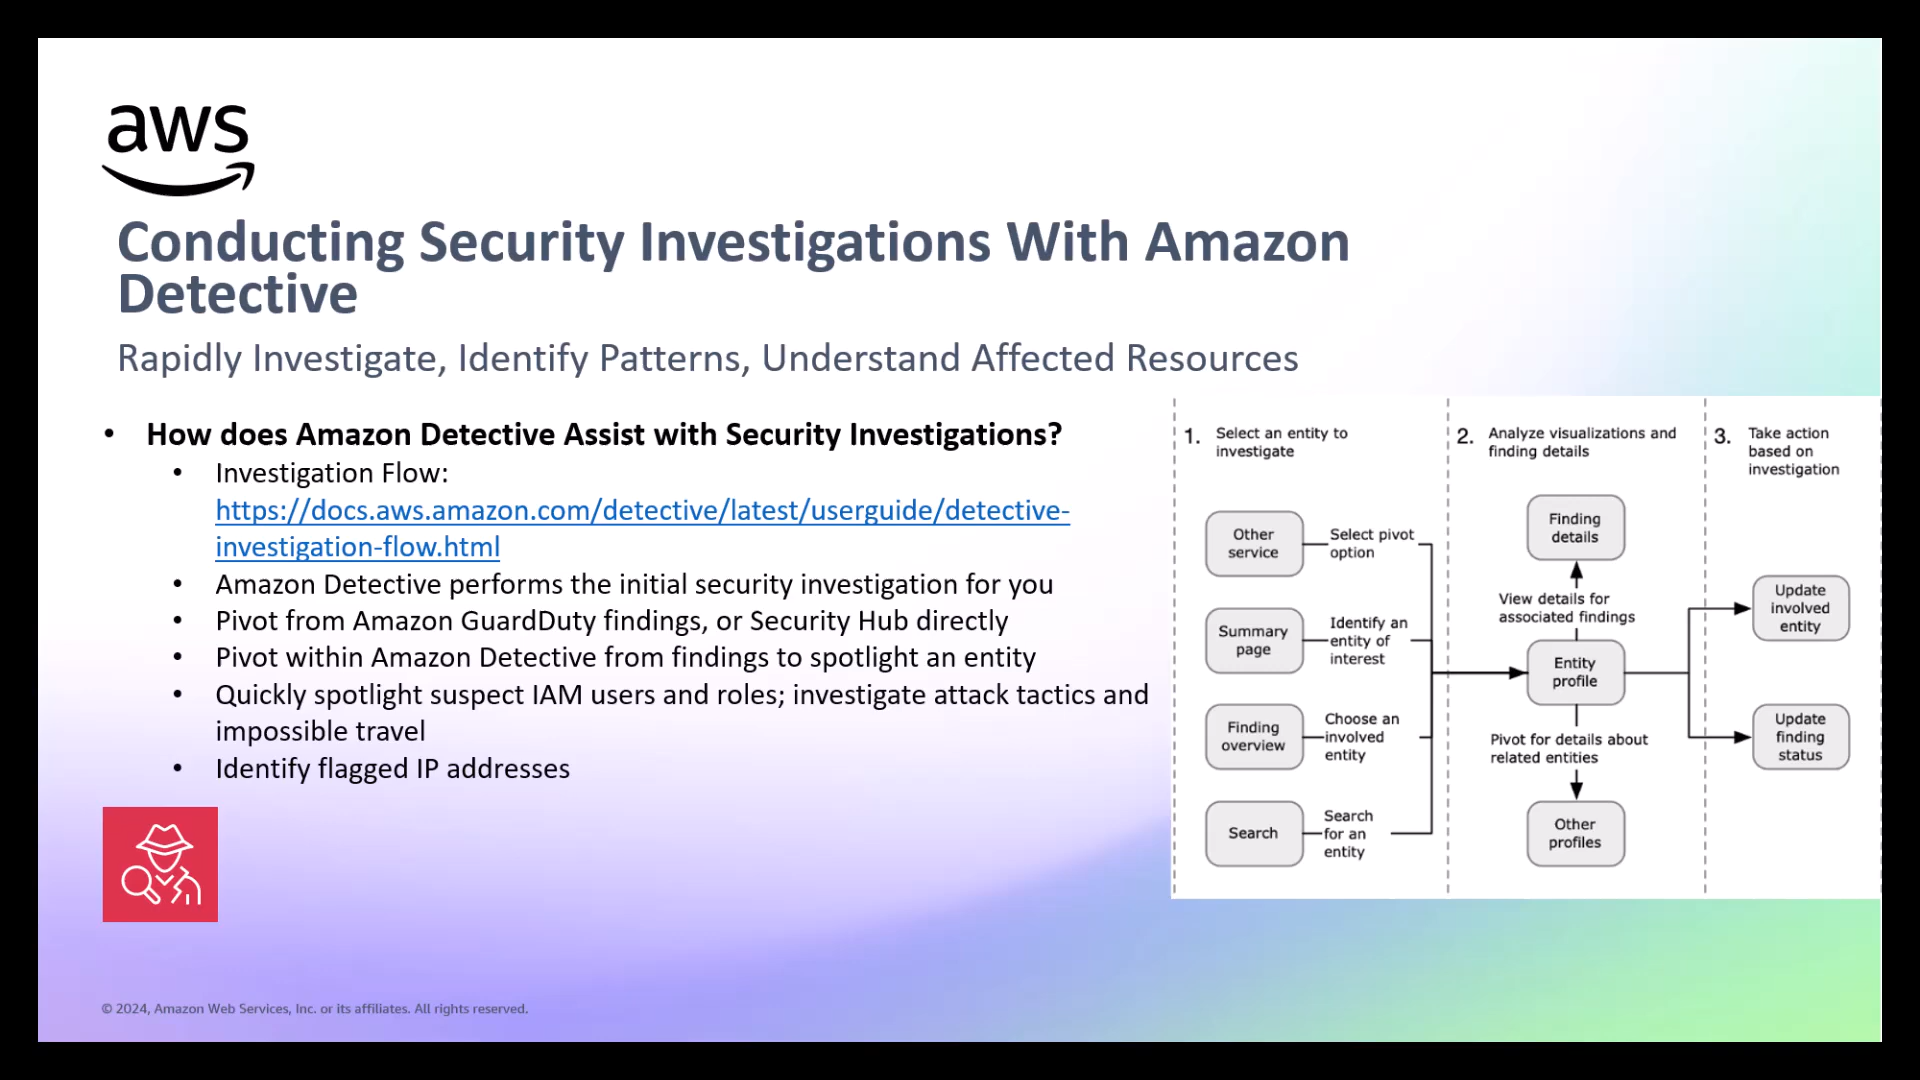 aws
Conducting Security Investigations With Amazon
Detective
Rapidly Investigate, Identify Patterns, Understand Affected Resources
• How does Amazon Detective Assist with Security Investigations?
• Investigation Flow:
https://docs.aws.amazon.com/detective/latest/userguide/detective-
investigation-flow.html
• Amazon Detective performs the initial security investigation for you
• Pivot from Amazon GuardDuty findings, or Security Hub directly
• Pivot within Amazon Detective from findings to spotlight an entity
• Quickly spotlight suspect IAM users and roles; investigate attack tactics and
impossible travel
• Identify flagged IP addresses
1. Select an entity to
investigate
Other
service
Select pivot
option
Summary
page
Identify an
entity of
interest
Finding
overview
Choose an
involved
entity
Search
Search
for an
entity
2. Analyze visualizations and
finding details
Finding
details
View details for
associated findings
Entity
profile
Pivot for details about
related entities
Other
profiles
3. Take action
based on
investigation
Update
involved
entity
Update
finding
status
© 2024, Amazon Web Services, Inc. or its affiliates. All rights reserved.